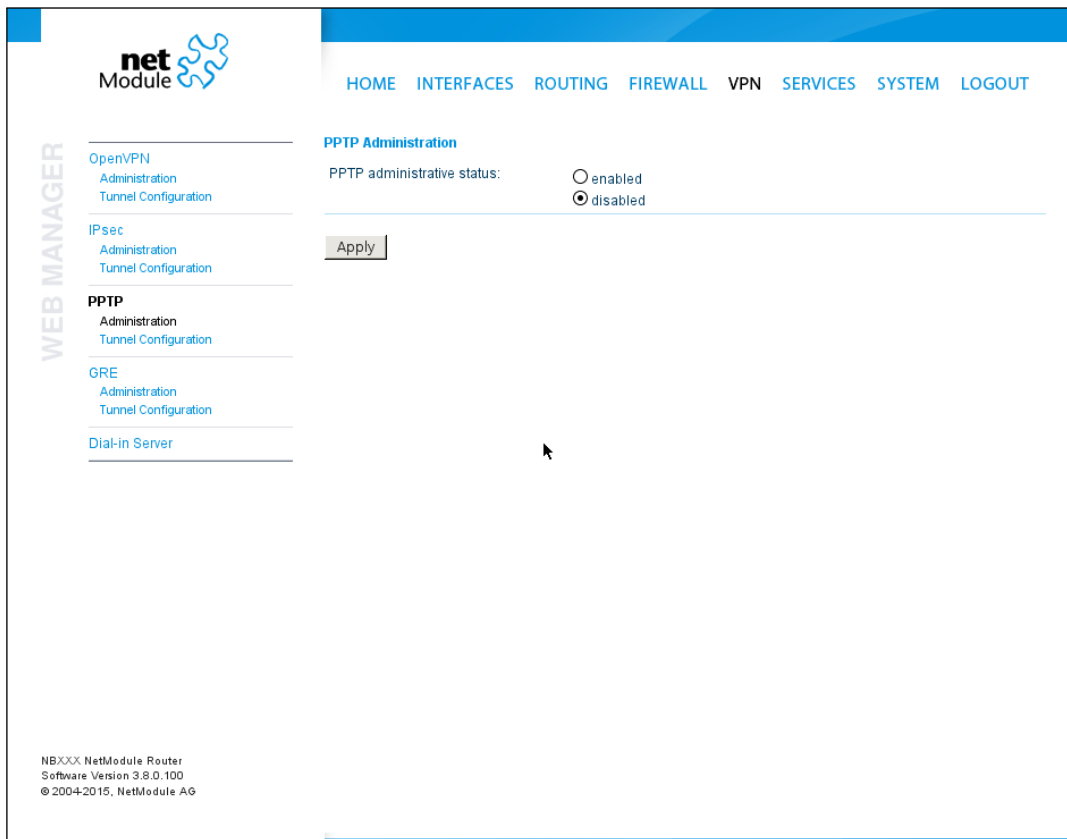 net
Module
HOME INTERFACES ROUTING FIREWALL VPN SERVICES SYSTEM LOGOUT
WEB MANAGER
OpenVPN
Administration
Tunnel Configuration
IPsec
Administration
Tunnel Configuration
PPTP
Administration
Tunnel Configuration
GRE
Administration
Tunnel Configuration
Dial-in Server
PPTP Administration
PPTP administrative status:
enabled
disabled
Apply
NBXXX NetModule Router
Software Version 3.8.0.100
© 2004-2015, NetModule AG